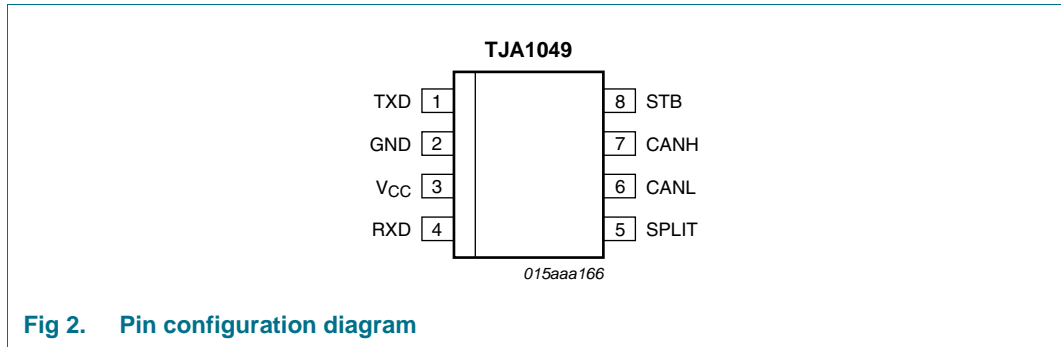 TJA1049
TXD 1
GND 2
VCC 3
RXD 4
8 STB
7 CANH
6 CANL
5 SPLIT
015aaa166
Fig 2. Pin configuration diagram